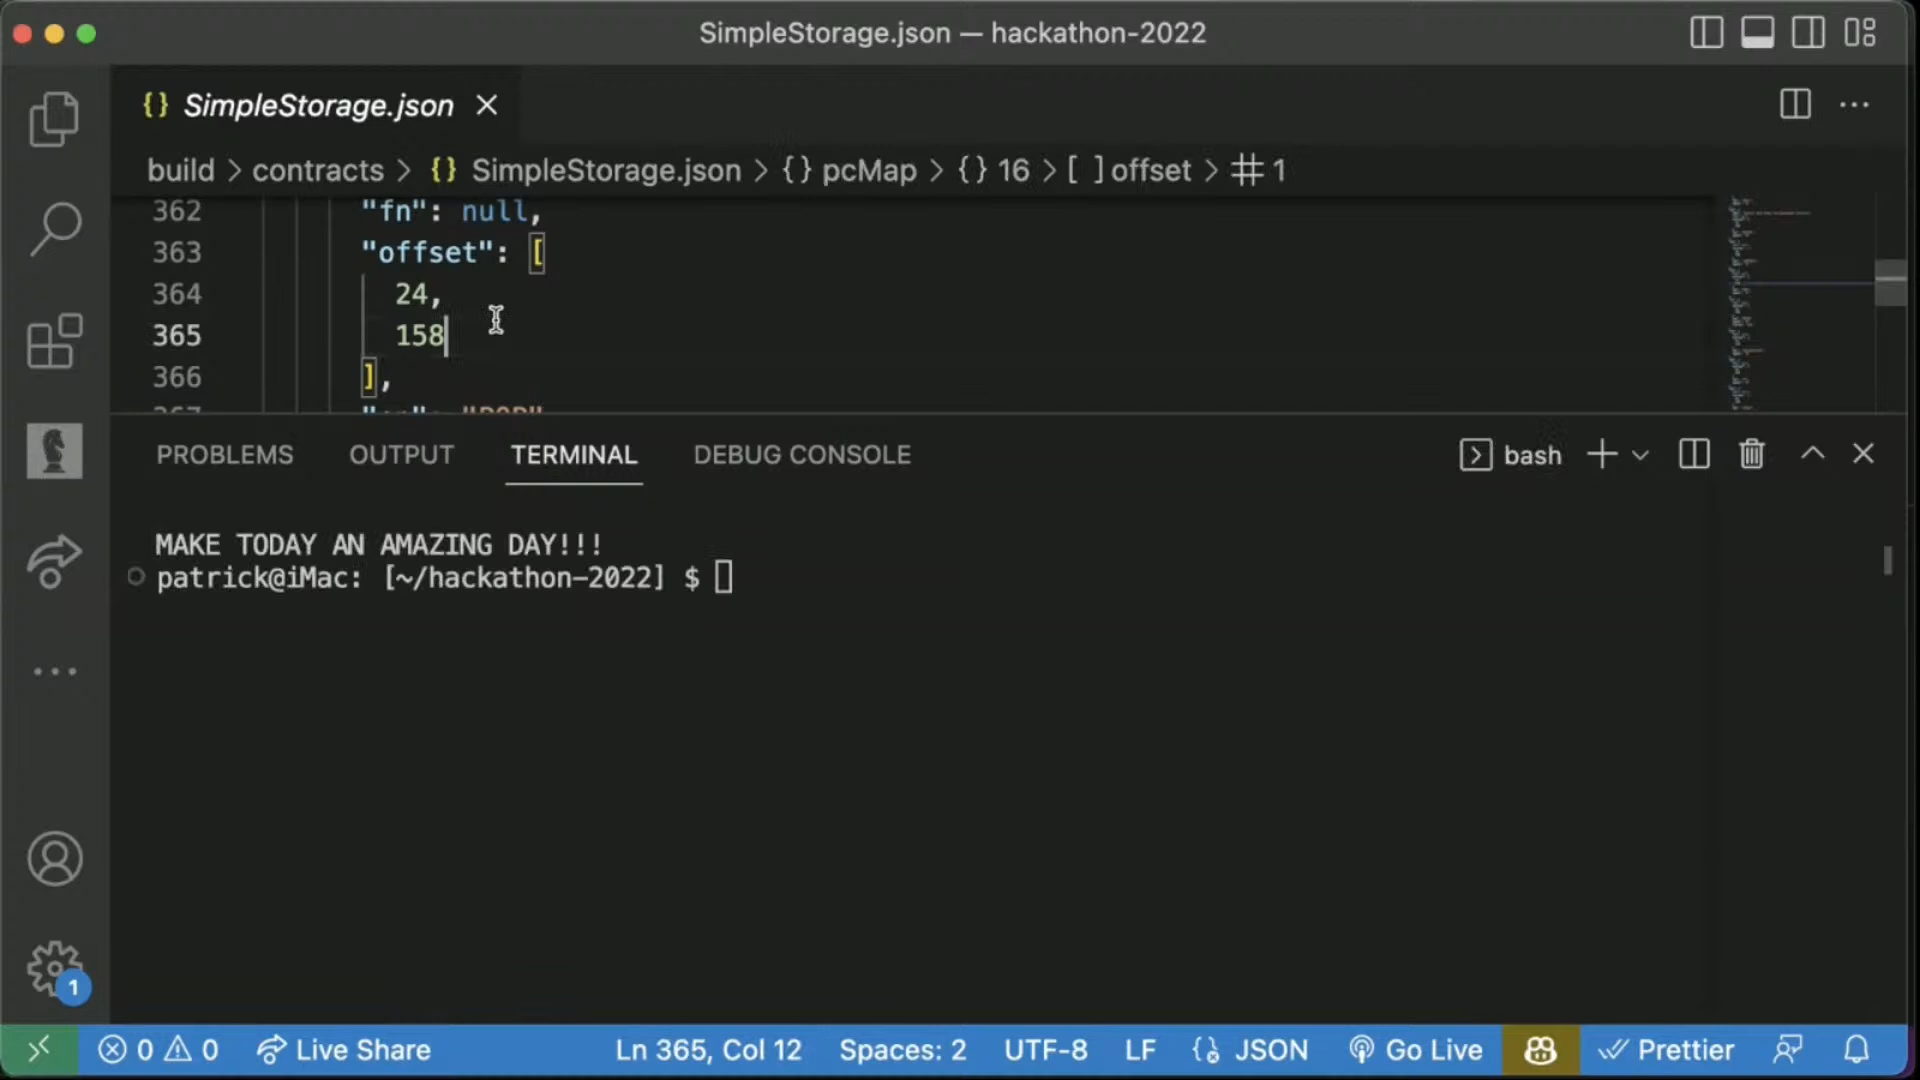 SimpleStorage.json — hackathon-2022
{} SimpleStorage.json
build > contracts > {} SimpleStorage.json > {} pcMap > {} 16 > [ ] offset > # 1
362 "fn": null,
363 "offset": [
364 24,
365 158
366 ],
PROBLEMS OUTPUT TERMINAL DEBUG CONSOLE bash
MAKE TODAY AN AMAZING DAY!!!
patrick@iMac: [~/hackathon-2022] $
1
0 0 Live Share Ln 365, Col 12 Spaces: 2 UTF-8 LF JSON Go Live Prettier